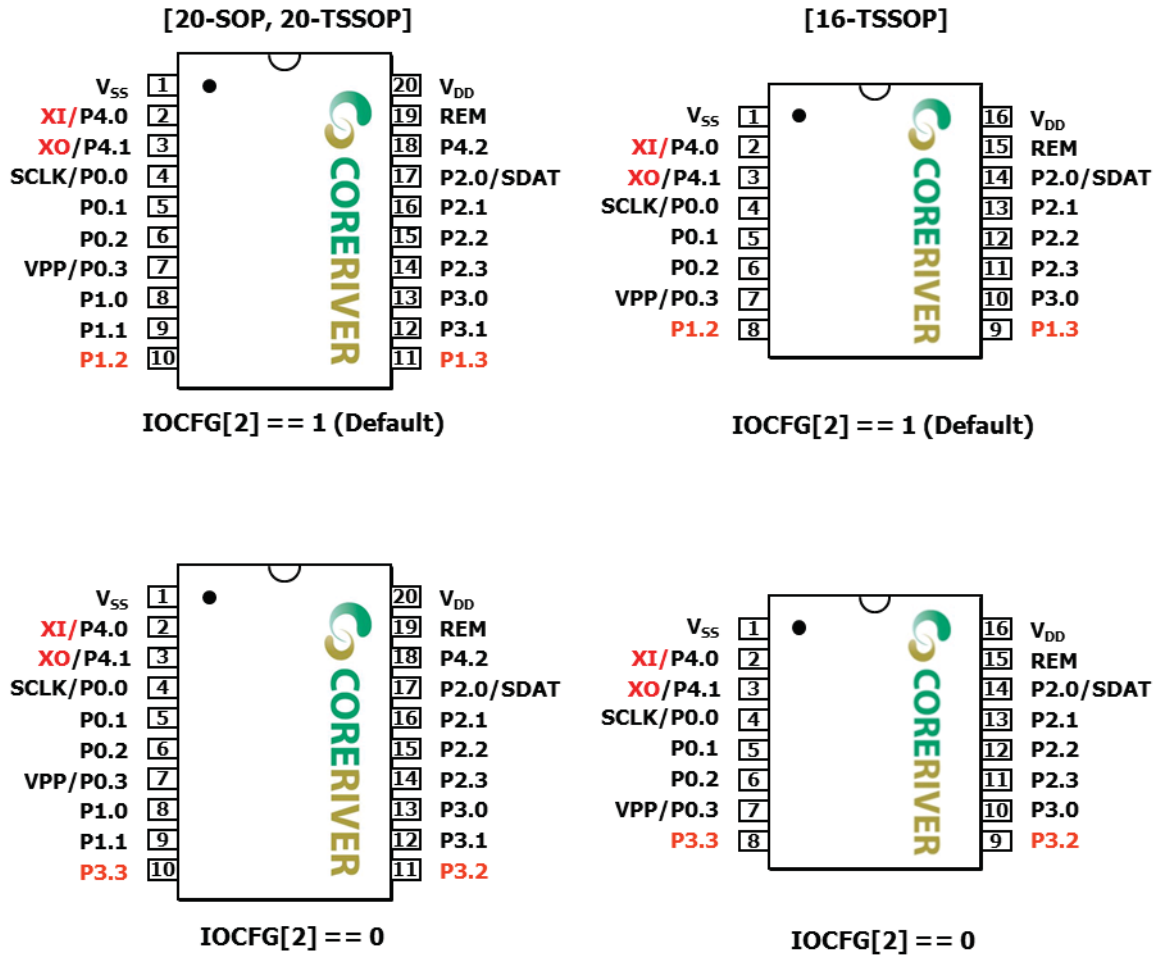 [20-SOP, 20-TSSOP]
VSS 1 20 VDD
XI/P4.0 2 19 REM
XO/P4.1 3 18 P4.2
SCLK/P0.0 4 17 P2.0/SDAT
P0.1 5 16 P2.1
P0.2 6 15 P2.2
VPP/P0.3 7 14 P2.3
P1.0 8 13 P3.0
P1.1 9 12 P3.1
P1.2 10 11 P1.3
CORERIVER
IOCFG[2] == 1 (Default)
[16-TSSOP]
VSS 1 16 VDD
XI/P4.0 2 15 REM
XO/P4.1 3 14 P2.0/SDAT
SCLK/P0.0 4 13 P2.1
P0.1 5 12 P2.2
P0.2 6 11 P2.3
VPP/P0.3 7 10 P3.0
P1.2 8 9 P1.3
CORERIVER
IOCFG[2] == 1 (Default)
VSS 1 20 VDD
XI/P4.0 2 19 REM
XO/P4.1 3 18 P4.2
SCLK/P0.0 4 17 P2.0/SDAT
P0.1 5 16 P2.1
P0.2 6 15 P2.2
VPP/P0.3 7 14 P2.3
P1.0 8 13 P3.0
P1.1 9 12 P3.1
P3.3 10 11 P3.2
CORERIVER
IOCFG[2] == 0
VSS 1 16 VDD
XI/P4.0 2 15 REM
XO/P4.1 3 14 P2.0/SDAT
SCLK/P0.0 4 13 P2.1
P0.1 5 12 P2.2
P0.2 6 11 P2.3
VPP/P0.3 7 10 P3.0
P3.3 8 9 P3.2
CORERIVER
IOCFG[2] == 0